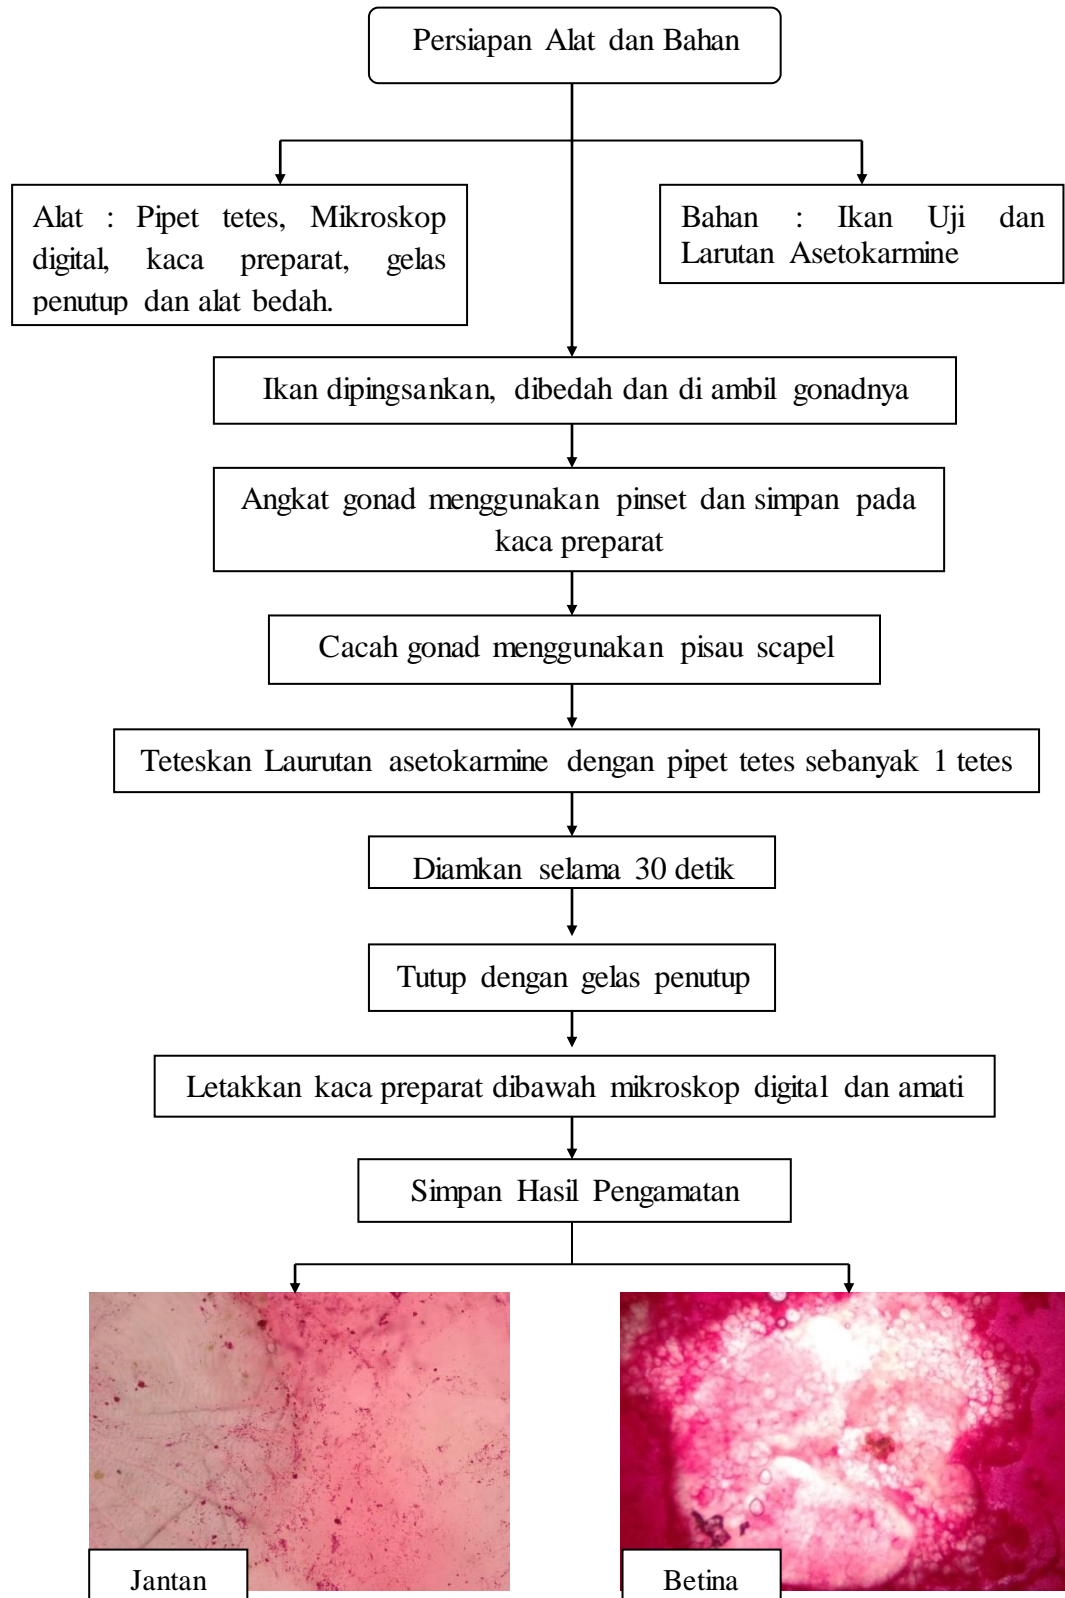 Persiapan Alat dan Bahan
Alat : Pipet tetes, Mikroskop
digital, kaca preparat, gelas
penutup dan alat bedah.
Bahan : Ikan Uji dan
Larutan Asetokarmine
Ikan dipingsankan, dibedah dan di ambil gonadnya
Angkat gonad menggunakan pinset dan simpan pada
kaca preparat
Cacah gonad menggunakan pisau scapel
Teteskan Laurutan asetokarmine dengan pipet tetes sebanyak 1 tetes
Diamkan selama 30 detik
Tutup dengan gelas penutup
Letakkan kaca preparat dibawah mikroskop digital dan amati
Simpan Hasil Pengamatan
Jantan
Betina